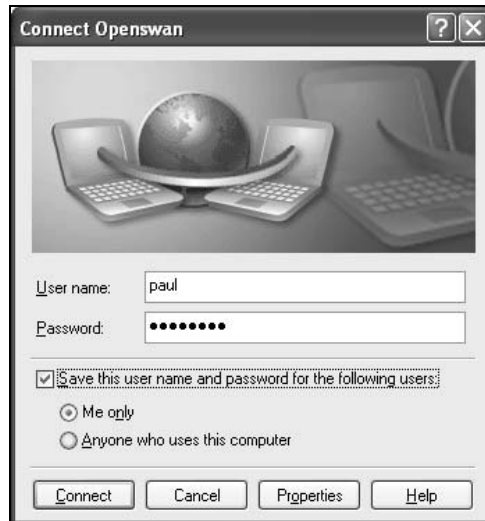 Connect Openswan
User name: paul
Password: ●●●●●●●●
Save this user name and password for the following users:
Me only
Anyone who uses this computer
Connect Cancel Properties Help